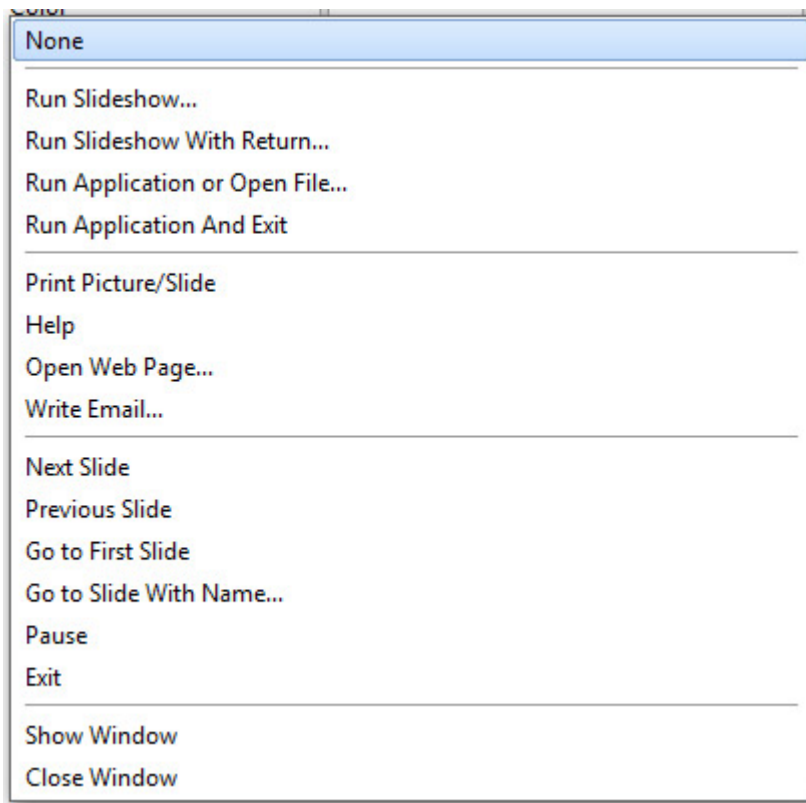 Color
None
Run Slideshow...
Run Slideshow With Return...
Run Application or Open File...
Run Application And Exit
Print Picture/Slide
Help
Open Web Page...
Write Email...
Next Slide
Previous Slide
Go to First Slide
Go to Slide With Name...
Pause
Exit
Show Window
Close Window